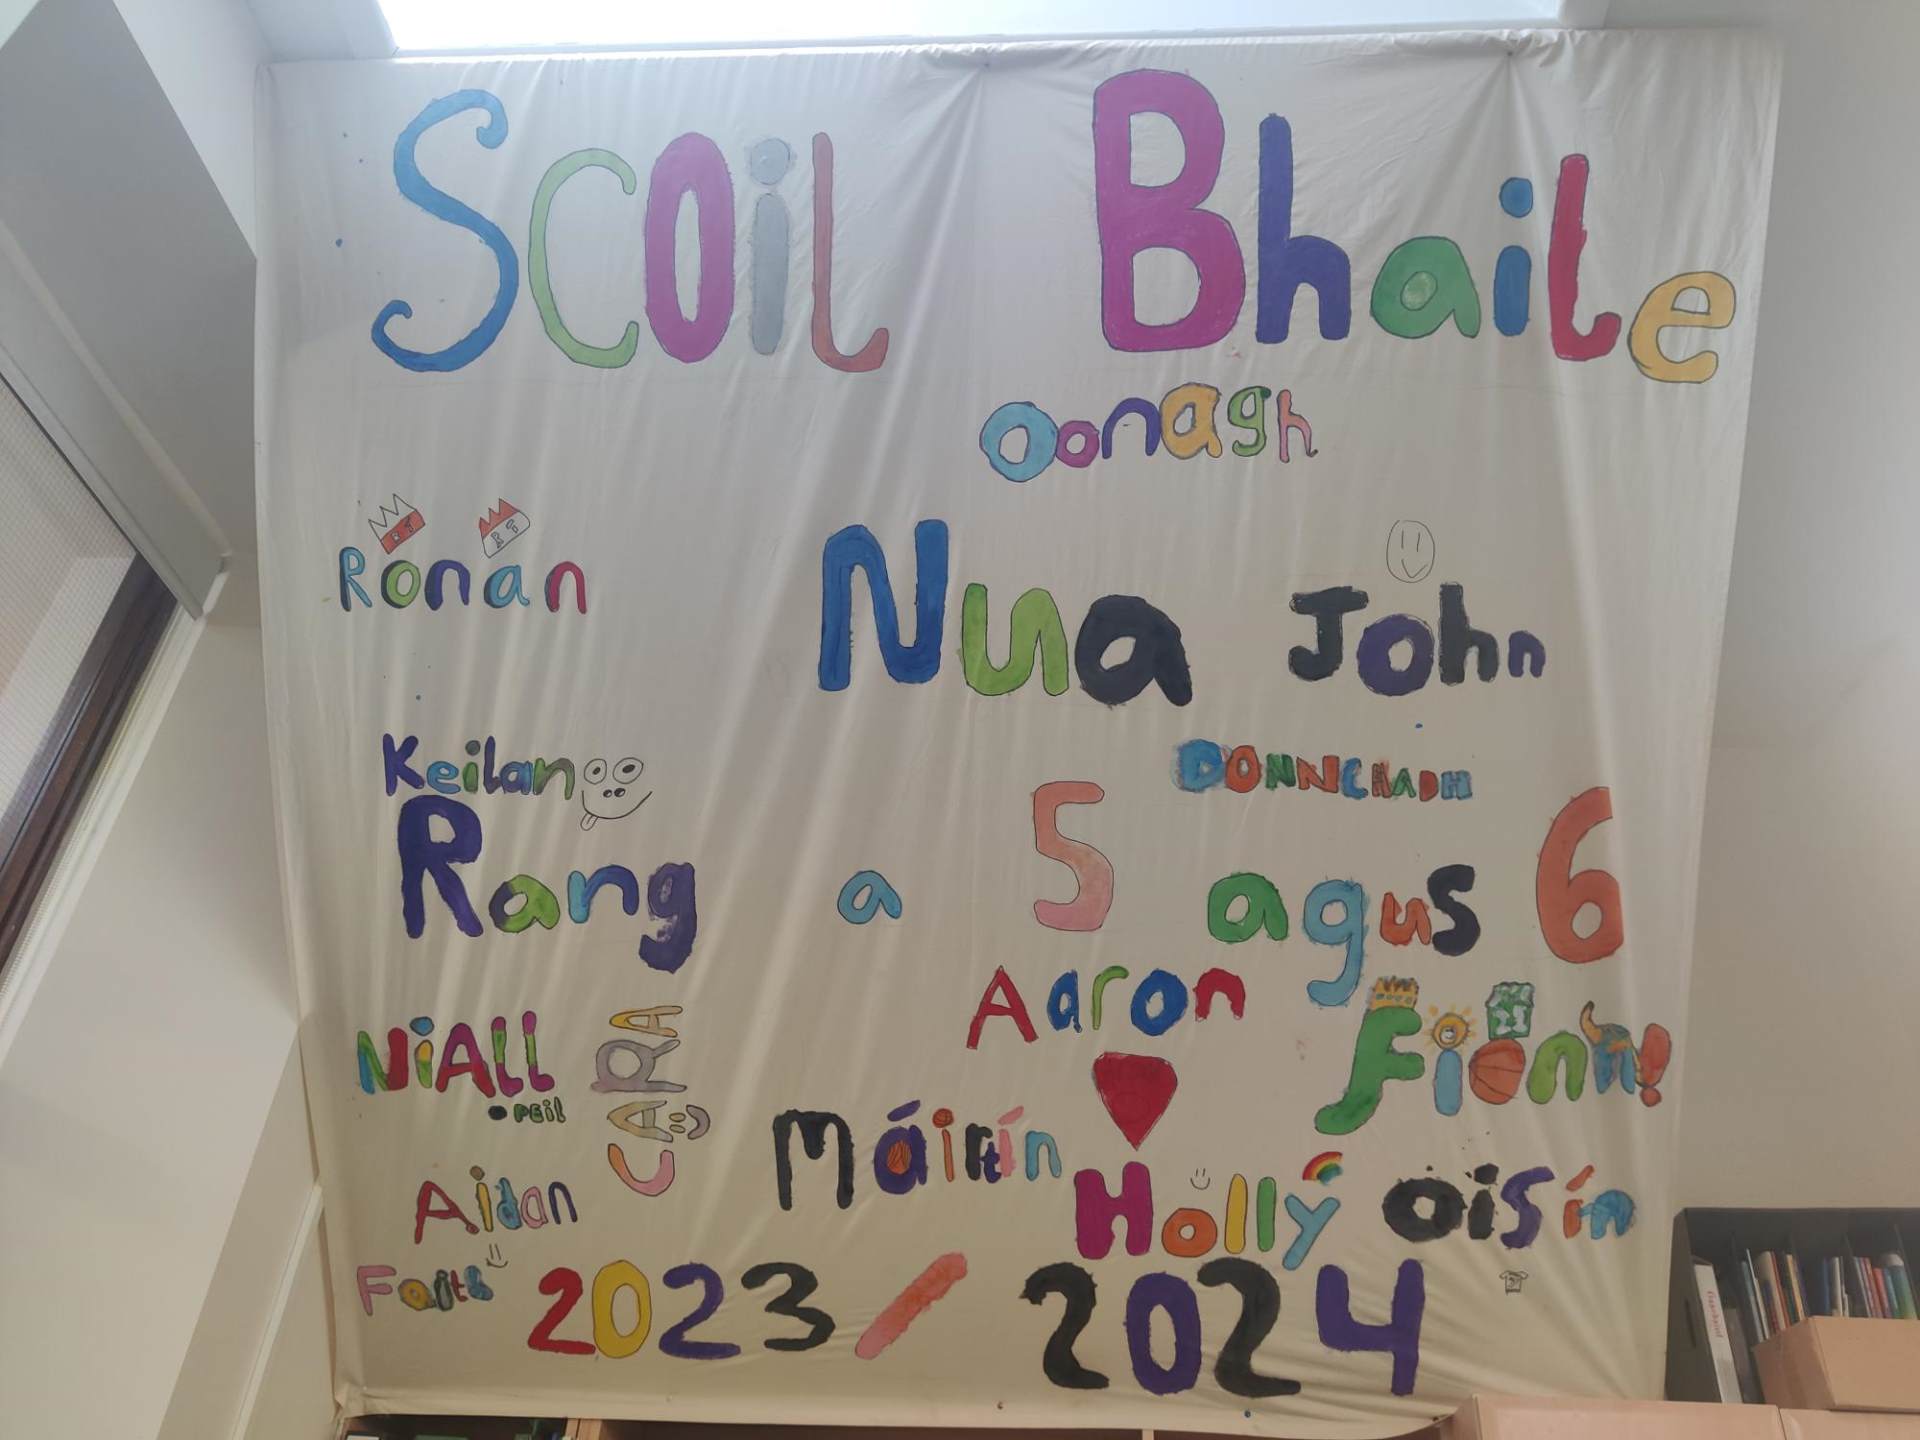 Scoil Bhaile
Oonagh
Ronan
Nua
John
Keilan
DONNCHADH
Rang a 5 agus 6
Aaron
Fionn!
NiALL
PEil
CARA
Máirtín
Aidan
Holly
oisín
Faith
2023/2024